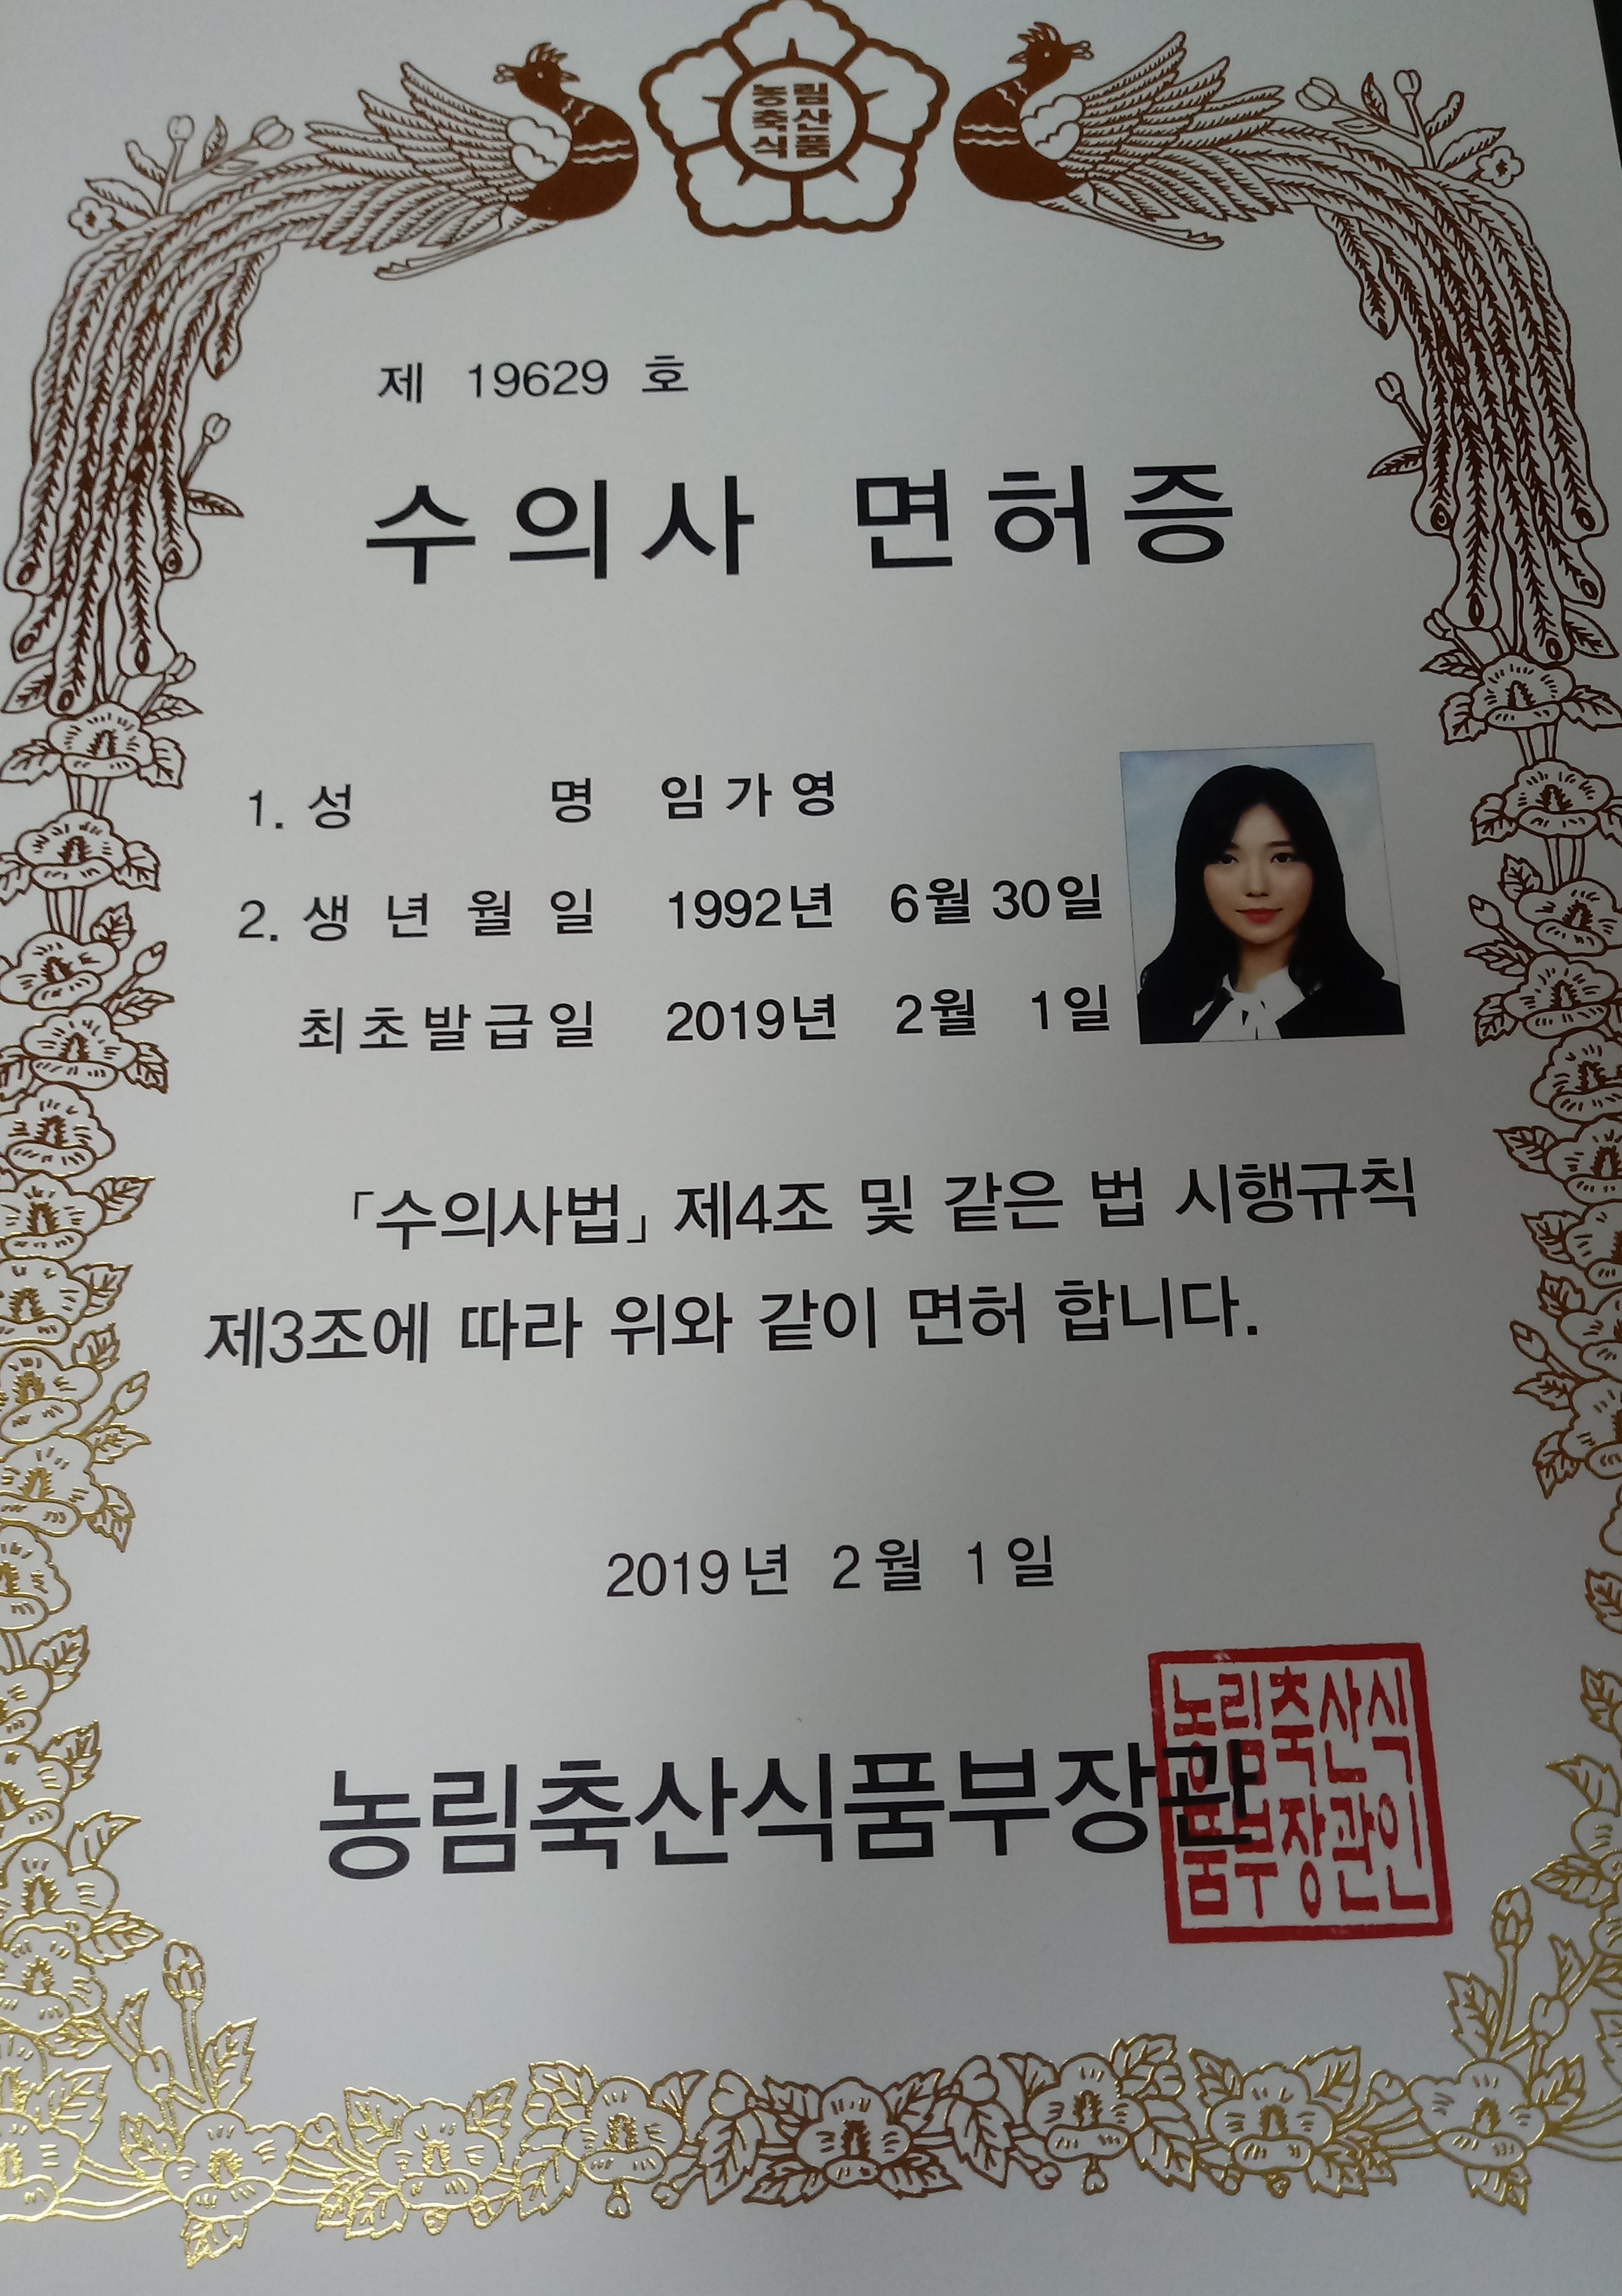 농림
축산
식품
제 19629 호
수의사 면허증
1. 성 명 임가영
2. 생년월일 1992년 6월 30일
최초발급일 2019년 2월 1일
「수의사법」 제4조 및 같은 법 시행규칙
제3조에 따라 위와 같이 면허 합니다.
2019년 2월 1일
농림축산식품부장관
농림축산식
품부장관인